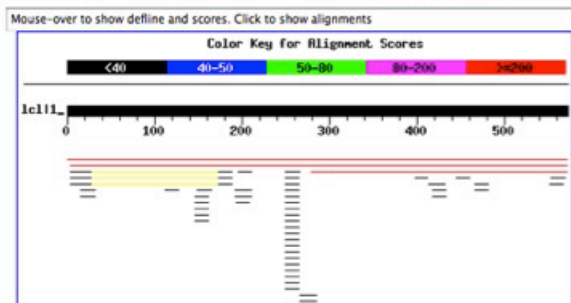 Mouse-over to show defline and scores. Click to show alignments
Color Key for Alignment Scores
<40 40-50 50-80 80-200 >=200
lcl|1_
0 100 200 300 400 500